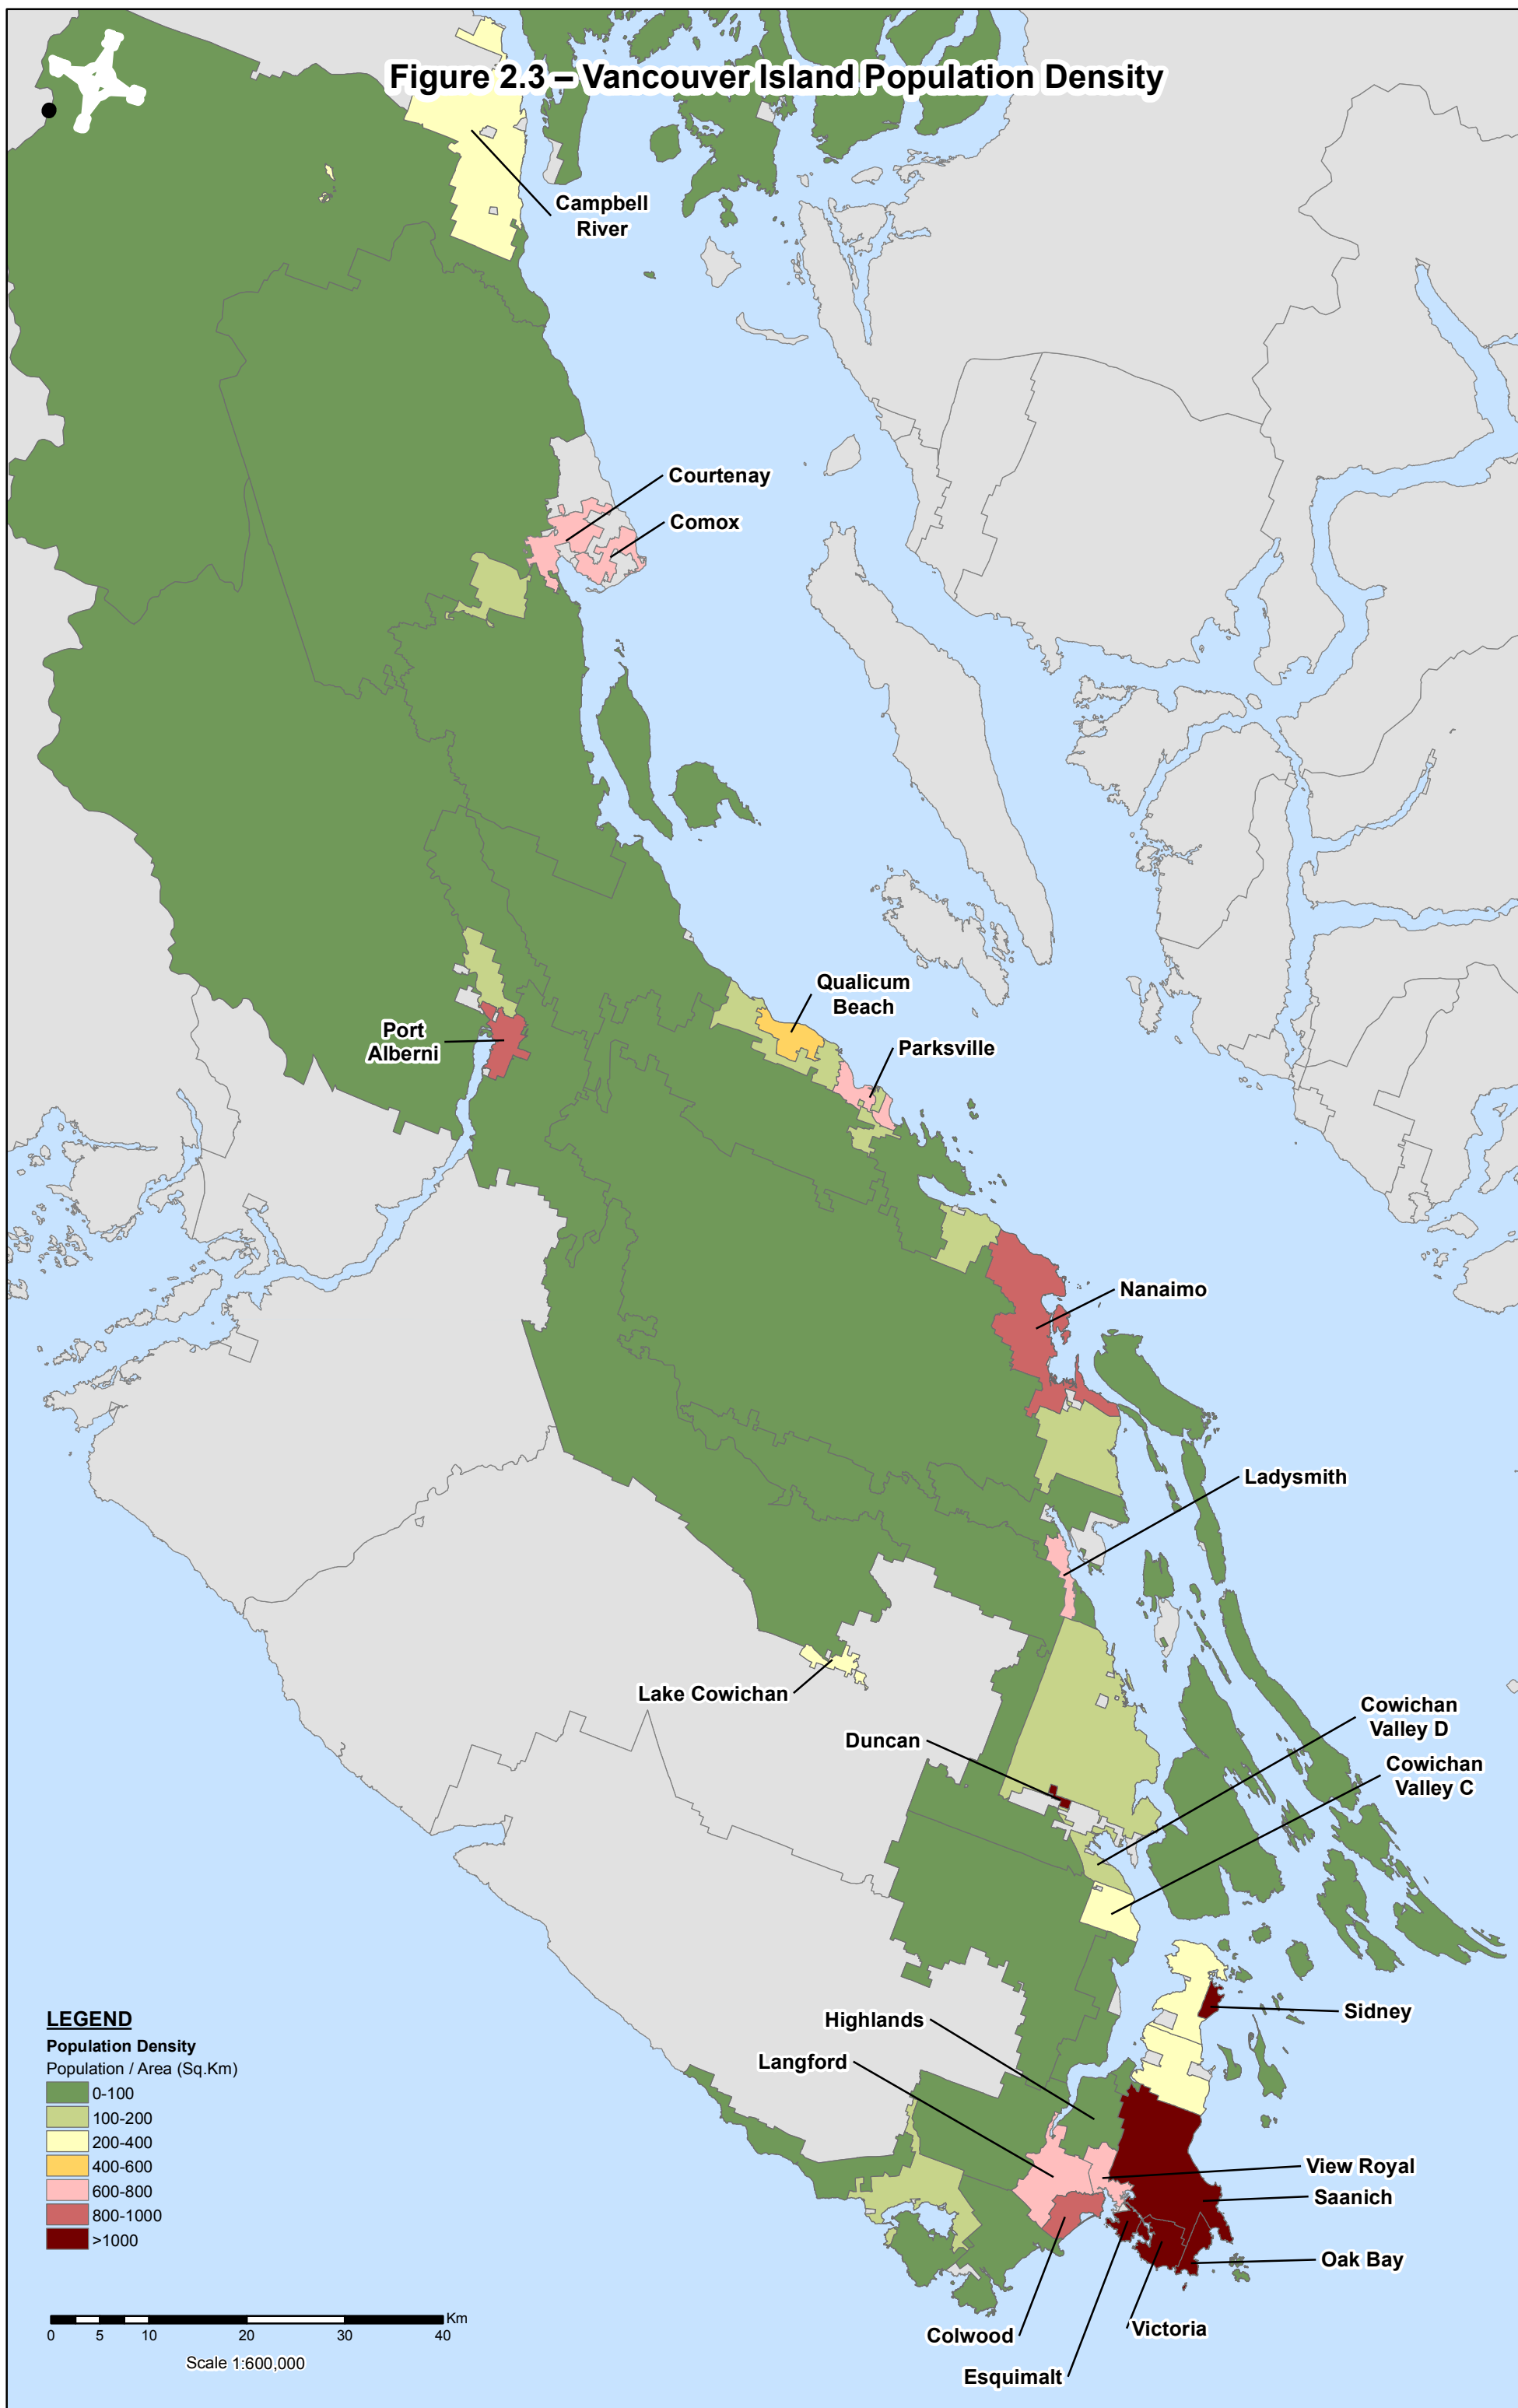 Figure 2.3 – Vancouver Island Population Density
Campbell
River
Courtenay
Comox
Qualicum
Beach
Port
Alberni
Parksville
Nanaimo
Ladysmith
Lake Cowichan
Cowichan
Valley D
Duncan
Cowichan
Valley C
Sidney
Highlands
Langford
View Royal
Saanich
Oak Bay
Victoria
Colwood
Esquimalt
LEGEND
Population Density
Population / Area (Sq.Km)
0-100
100-200
200-400
400-600
600-800
800-1000
>1000
Km
0 5 10 20 30 40
Scale 1:600,000